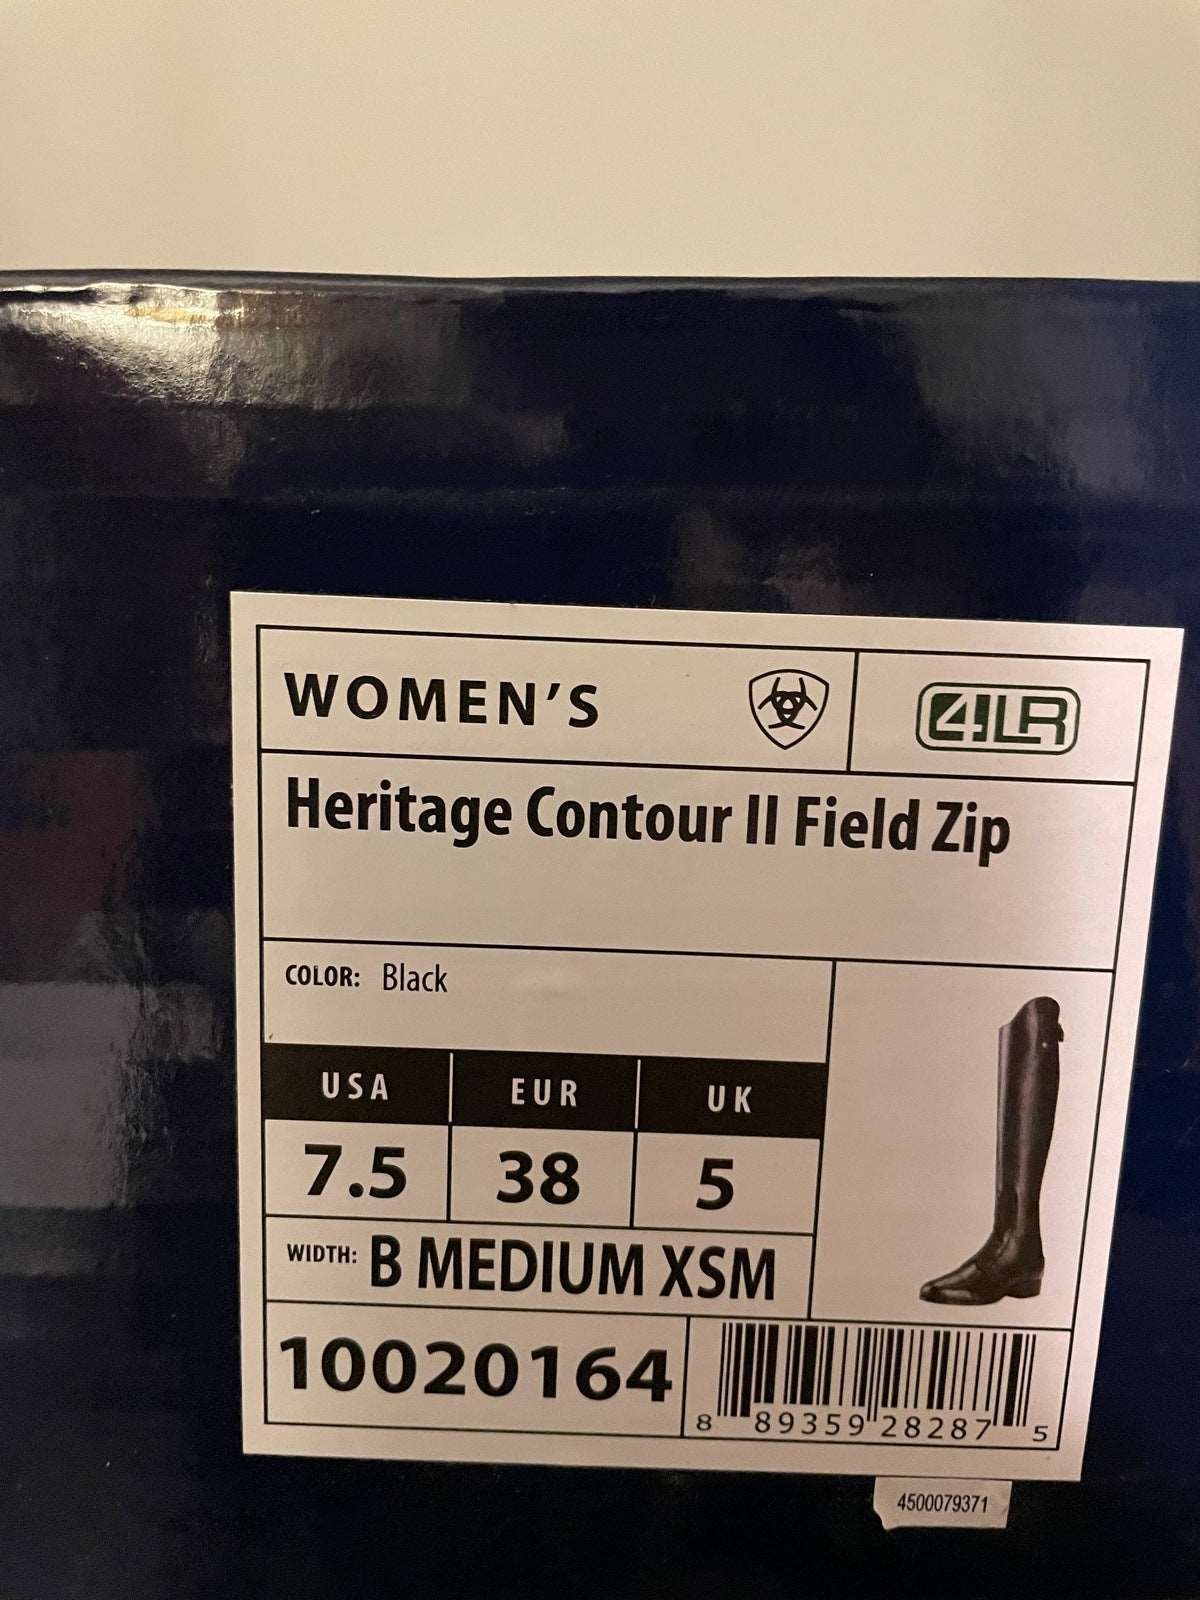 WOMEN'S
4LR
Heritage Contour II Field Zip
COLOR: Black
USA EUR UK
7.5 38 5
WIDTH: B MEDIUM XSM
10020164
8 89359 28287 5
4500079371